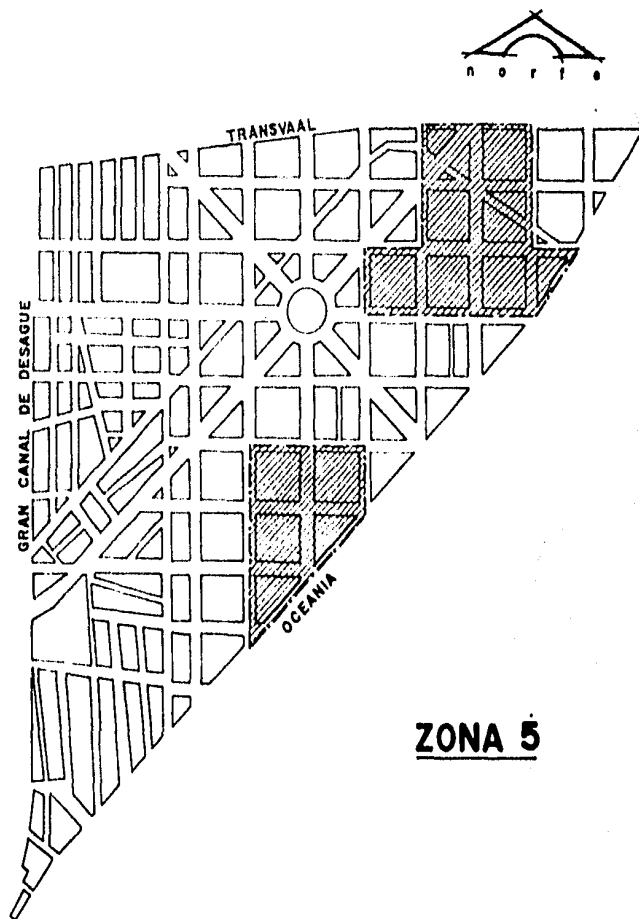 norte
TRANSVAAL
GRAN CANAL DE DESAGUE
OCEANIA
ZONA 5